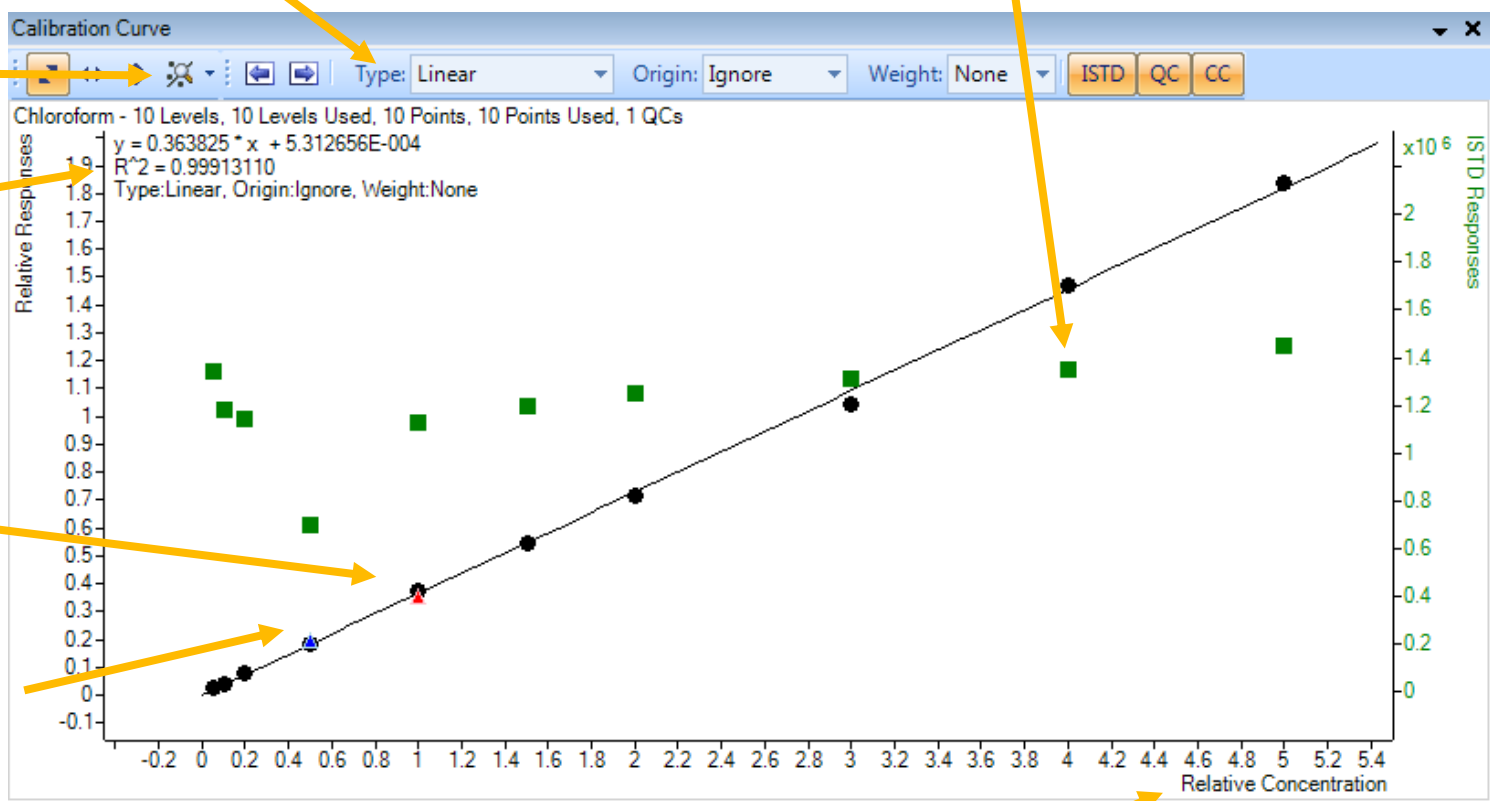 Calibration Curve
Type: Linear Origin: Ignore Weight: None ISTD QC CC
Chloroform - 10 Levels, 10 Levels Used, 10 Points, 10 Points Used, 1 QCs
y = 0.363825 * x + 5.312656E-004
R^2 = 0.99913110
Type:Linear, Origin:Ignore, Weight:None
Relative Responses
1.9
1.8
1.7
1.6
1.5
1.4
1.3
1.2
1.1
1
0.9
0.8
0.7
0.6
0.5
0.4
0.3
0.2
0.1
0
-0.1
x10 6
ISTD Responses
2
1.8
1.6
1.4
1.2
1
0.8
0.6
0.4
0.2
0
-0.2 0 0.2 0.4 0.6 0.8 1 1.2 1.4 1.6 1.8 2 2.2 2.4 2.6 2.8 3 3.2 3.4 3.6 3.8 4 4.2 4.4 4.6 4.8 5 5.2 5.4
Relative Concentration